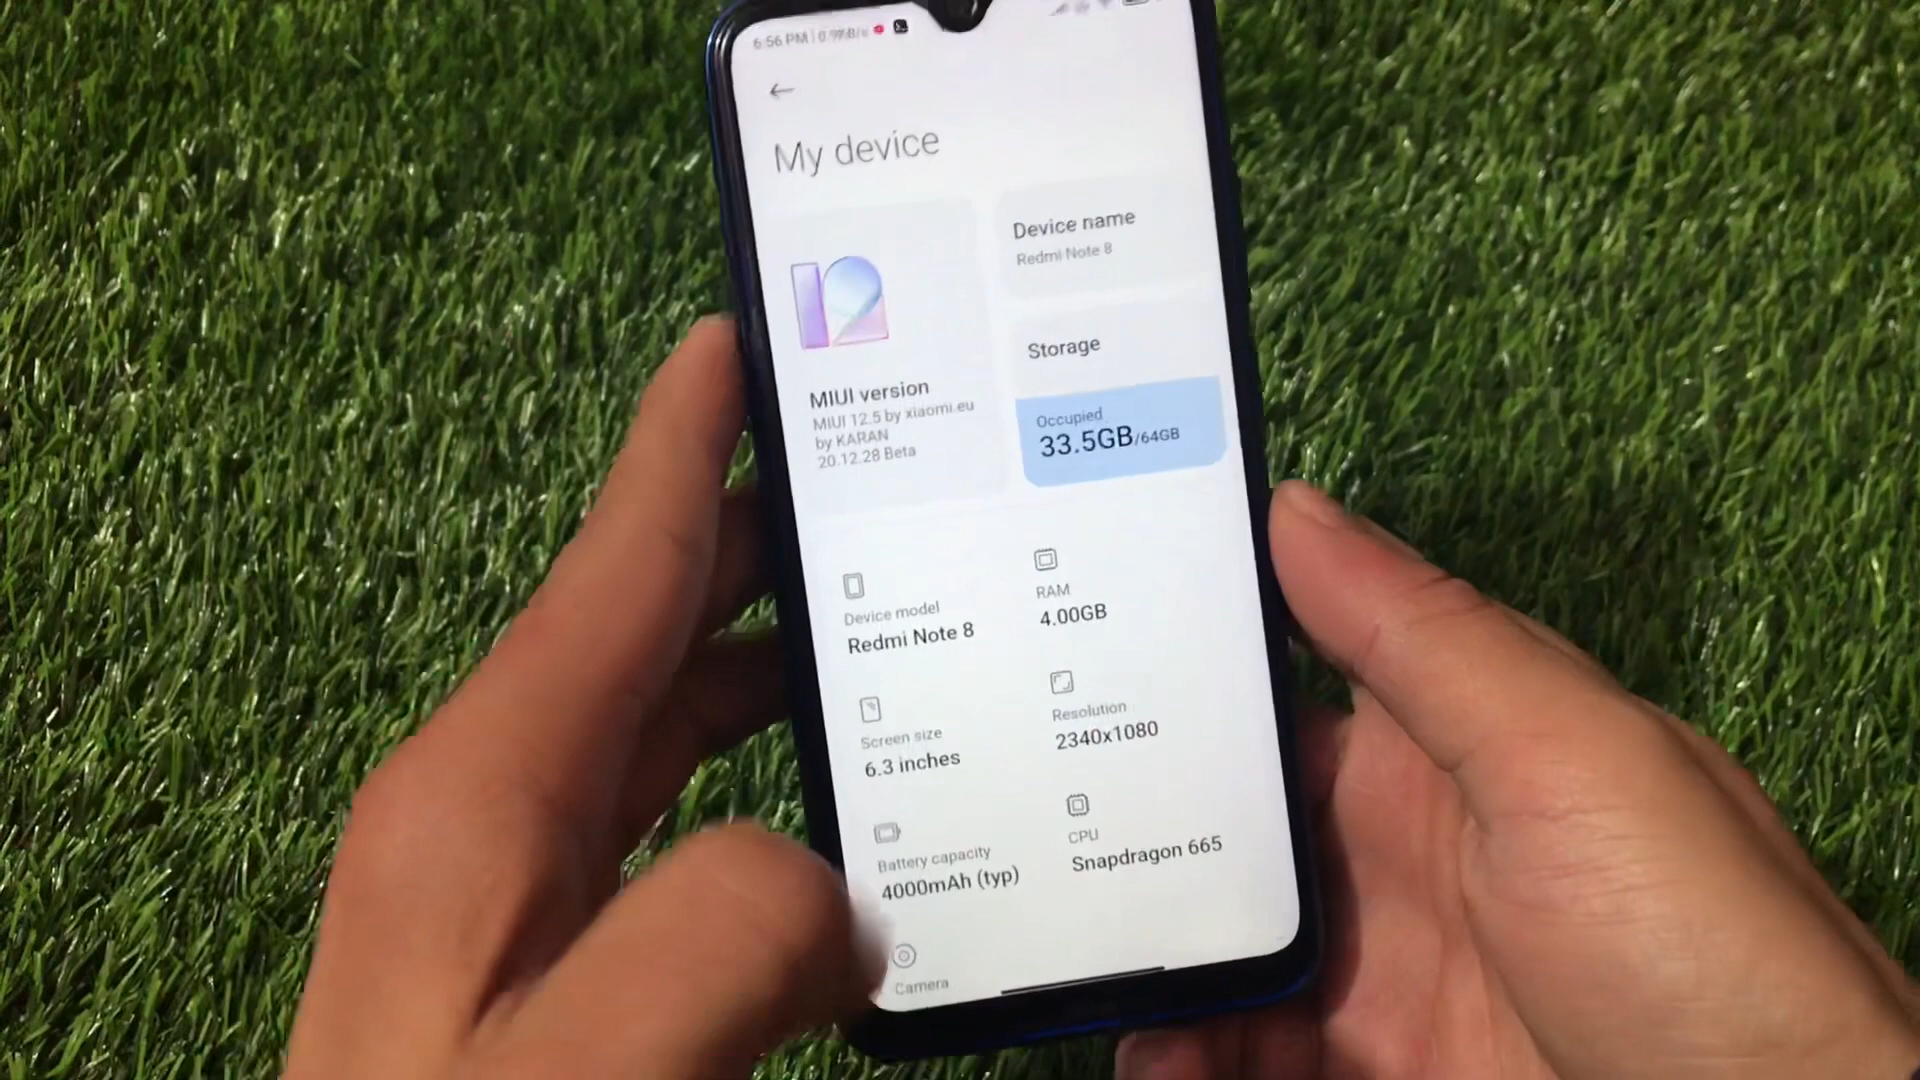 6:56 PM
My device
Device name
Redmi Note 8
Storage
Occupied
33.5GB/64GB
MIUI version
MIUI 12.5 by xiaomi.eu
by KARAN
20.12.28 Beta
Device model
Redmi Note 8
RAM
4.00GB
Screen size
6.3 inches
Resolution
2340x1080
Battery capacity
4000mAh (typ)
CPU
Snapdragon 665
Camera